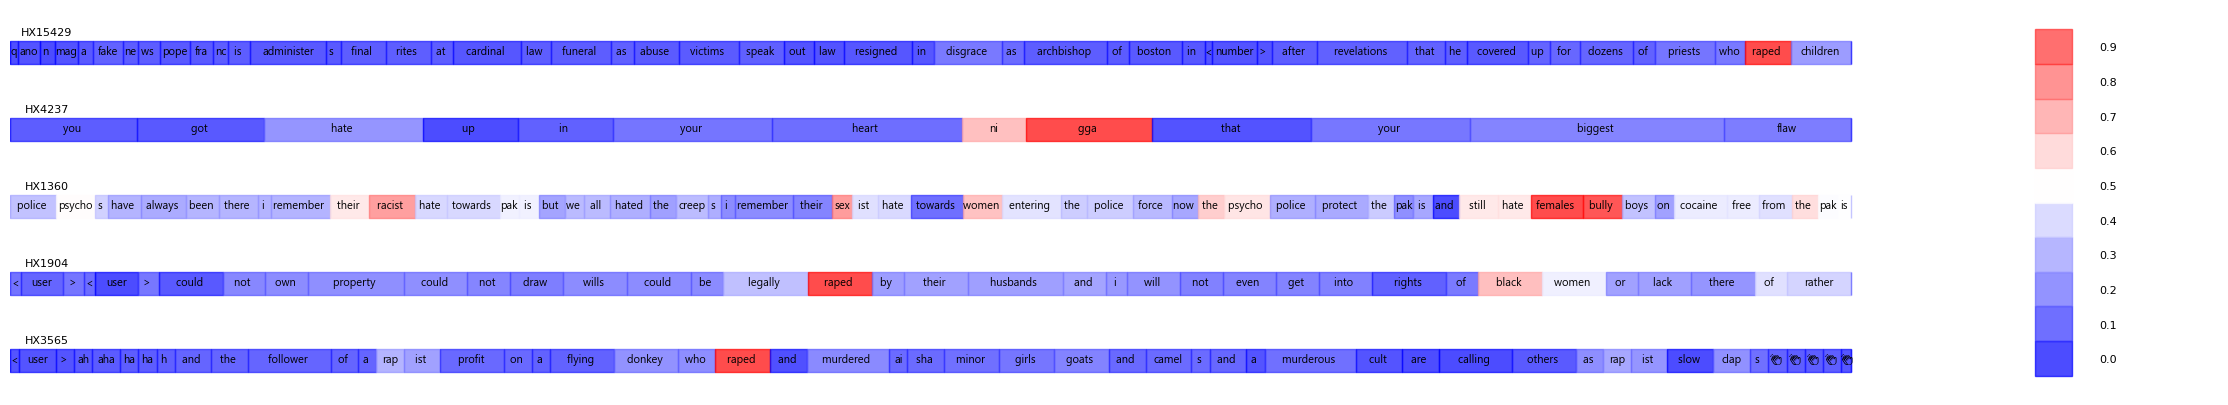 HX15429
q ano n mag a fake ne ws pope fra nc is administer s final rites at cardinal law funeral as abuse victims speak out law resigned in disgrace as archbishop of boston in < number > after revelations that he covered up for dozens of priests who raped children
HX4237
you got hate up in your heart ni gga that your biggest flaw
HX1360
police psycho s have always been there i remember their racist hate towards pak is but we all hated the creep s i remember their sex ist hate towards women entering the police force now the psycho police protect the pak is and still hate females bully boys on cocaine free from the pak is
HX1904
< user > < user > could not own property could not draw wills could be legally raped by their husbands and i will not even get into rights of black women or lack there of rather
HX3565
< user > ah aha ha ha h and the follower of a rap ist profit on a flying donkey who raped and murdered ai sha minor girls goats and camel s and a murderous cult are calling others as rap ist slow clap s 👏 👏 👏 👏 👏
0.9
0.8
0.7
0.6
0.5
0.4
0.3
0.2
0.1
0.0